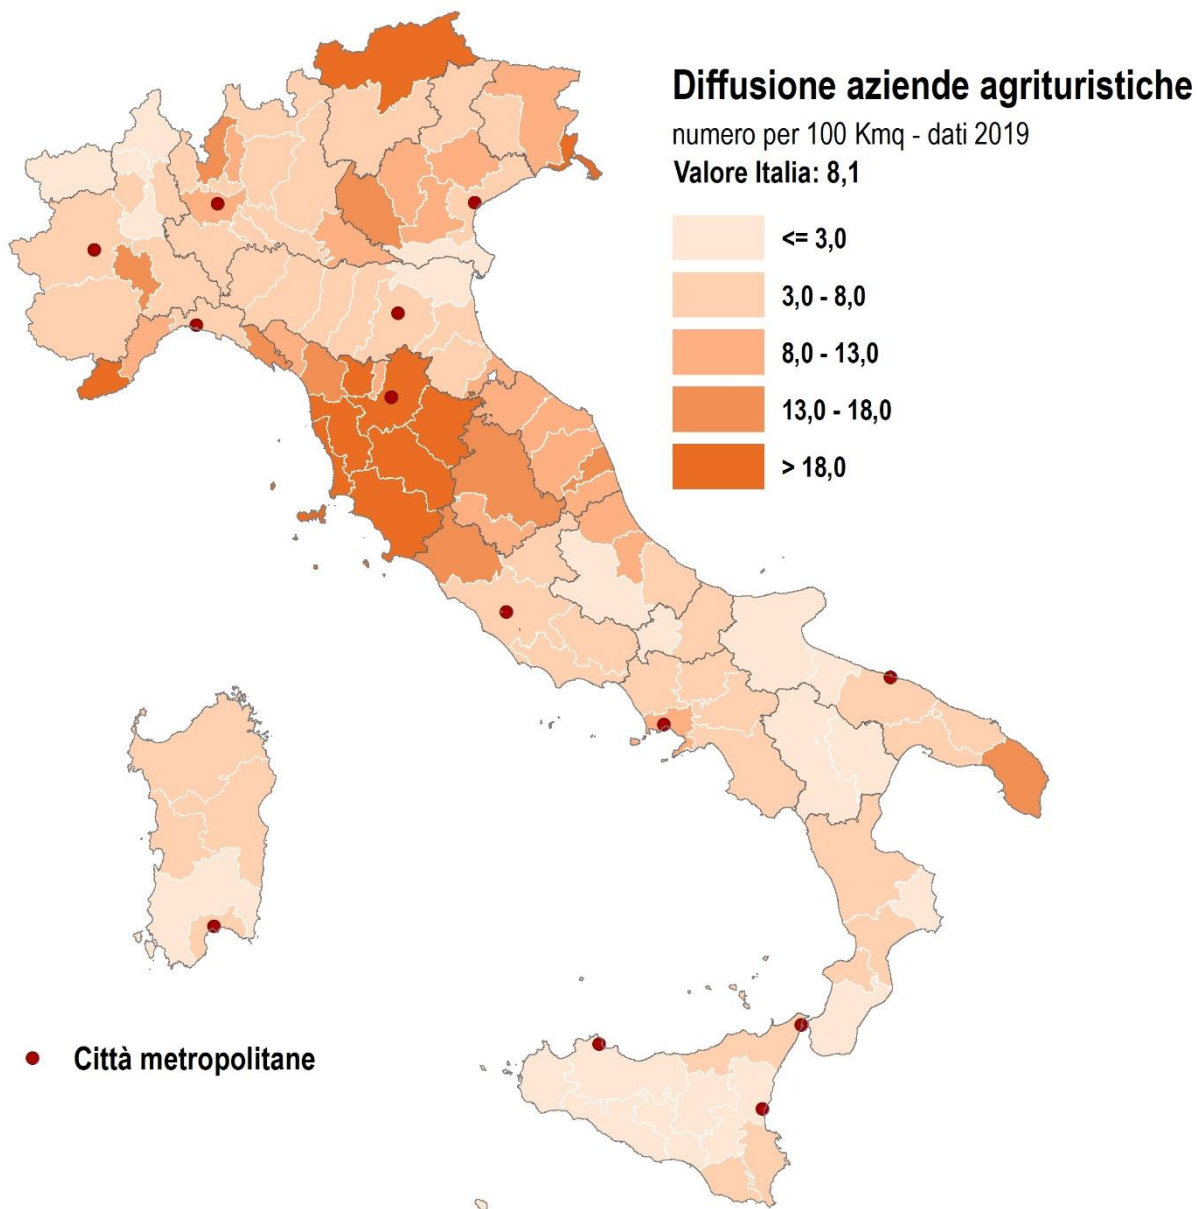 Diffusione aziende agrituristiche
numero per 100 Kmq - dati 2019
Valore Italia: 8,1
<= 3,0
3,0 - 8,0
8,0 - 13,0
13,0 - 18,0
> 18,0
Città metropolitane